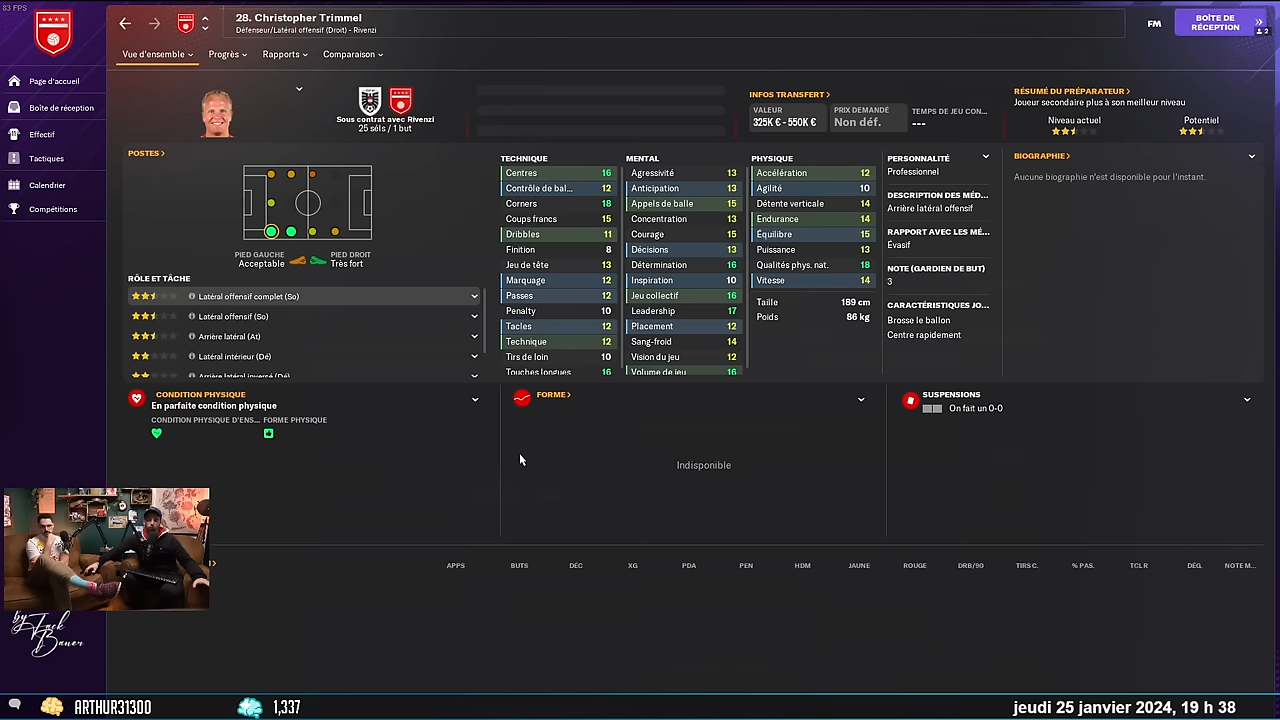 83 FPS
28. Christopher Trimmel
Défenseur/Latéral offensif (Droit) - Rivenzi
FM
BOÎTE DE RÉCEPTION
2
Vue d'ensemble
Progrès
Rapports
Comparaison
Page d'accueil
Boîte de réception
Effectif
Tactiques
Calendrier
Compétitions
Sous contrat avec Rivenzi
25 séls / 1 but
INFOS TRANSFERT
VALEUR
325K € - 550K €
PRIX DEMANDÉ
Non déf.
TEMPS DE JEU CON...
---
RÉSUMÉ DU PRÉPARATEUR
Joueur secondaire plus à son meilleur niveau
Niveau actuel
Potentiel
POSTES
PIED GAUCHE
Acceptable
PIED DROIT
Très fort
RÔLE ET TÂCHE
Latéral offensif complet (So)
Latéral offensif (So)
Arrière latéral (At)
Latéral intérieur (Dé)
Arrière latéral inversé (Dé)
TECHNIQUE
Centres 16
Contrôle de bal... 12
Corners 18
Coups francs 15
Dribbles 11
Finition 8
Jeu de tête 13
Marquage 12
Passes 12
Penalty 10
Tacles 12
Technique 12
Tirs de loin 10
Touches longues 16
MENTAL
Agressivité 13
Anticipation 13
Appels de balle 15
Concentration 13
Courage 15
Décisions 13
Détermination 16
Inspiration 10
Jeu collectif 16
Leadership 17
Placement 12
Sang-froid 14
Vision du jeu 12
Volume de jeu 16
PHYSIQUE
Accélération 12
Agilité 10
Détente verticale 14
Endurance 14
Équilibre 15
Puissance 13
Qualités phys. nat. 18
Vitesse 14
Taille 189 cm
Poids 86 kg
PERSONNALITÉ
Professionnel
DESCRIPTION DES MÉD...
Arrière latéral offensif
RAPPORT AVEC LES MÉ...
Évasif
NOTE (GARDIEN DE BUT)
3
CARACTÉRISTIQUES JO...
Brosse le ballon
Centre rapidement
BIOGRAPHIE
Aucune biographie n'est disponible pour l'instant.
CONDITION PHYSIQUE
En parfaite condition physique
CONDITION PHYSIQUE D'ENS... FORME PHYSIQUE
FORME
Indisponible
SUSPENSIONS
On fait un 0-0
APPS BUTS DÉC XG PDA PEN HDM JAUNE ROUGE DRB/90 TIRS C. % PAS. TCL R DÉG. NOTE M...
by Jack Bauer
ARTHUR31300
1,337
jeudi 25 janvier 2024, 19 h 38